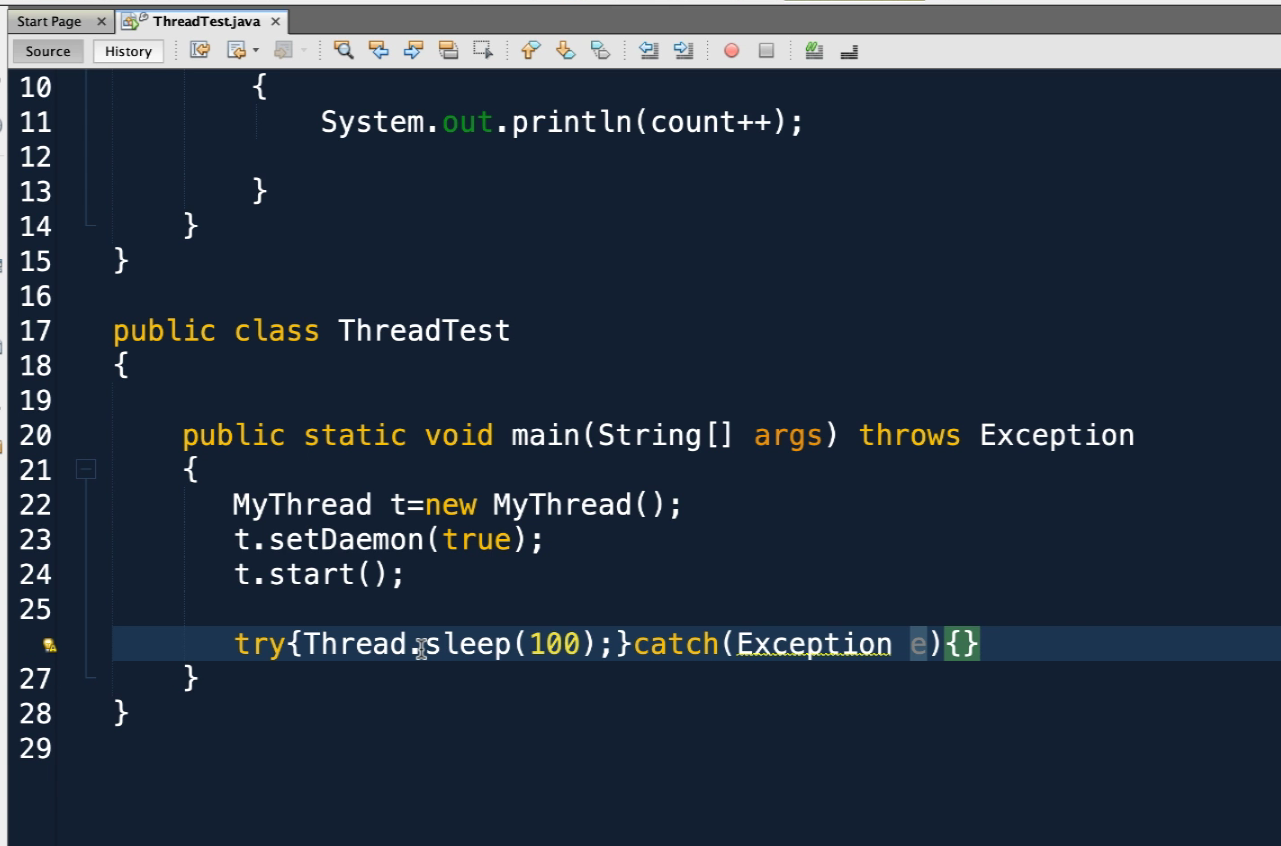 Start Page
ThreadTest.java
Source History
10 {
11 System.out.println(count++);
12
13 }
14 }
15 }
16
17 public class ThreadTest
18 {
19
20 public static void main(String[] args) throws Exception
21 {
22 MyThread t=new MyThread();
23 t.setDaemon(true);
24 t.start();
25
try{Thread.sleep(100);}catch(Exception e){}
27 }
28 }
29